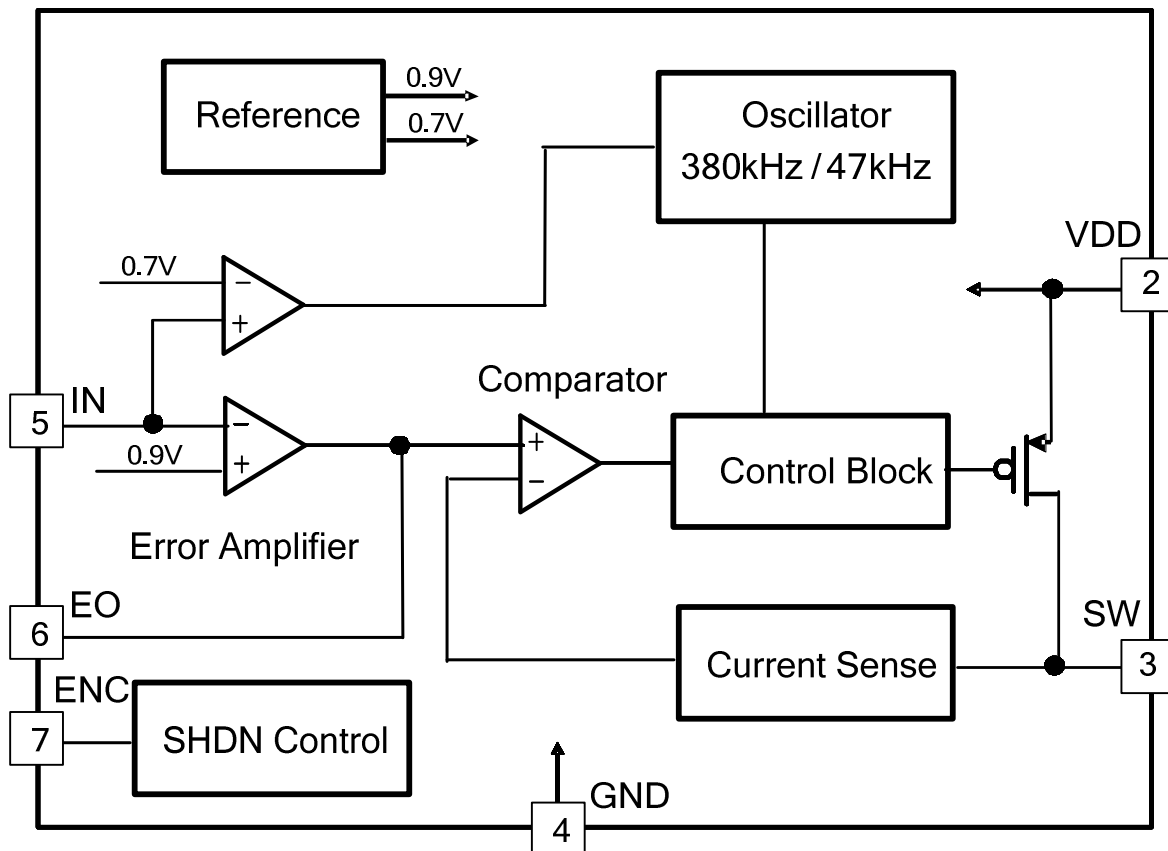 0.9V
Reference
0.7V
Oscillator
380kHz / 47kHz
VDD
2
0.7V
−
+
Comparator
IN
5
−
0.9V
+
+
−
Control Block
Error Amplifier
EO
6
SW
Current Sense
3
ENC
7
SHDN Control
GND
4